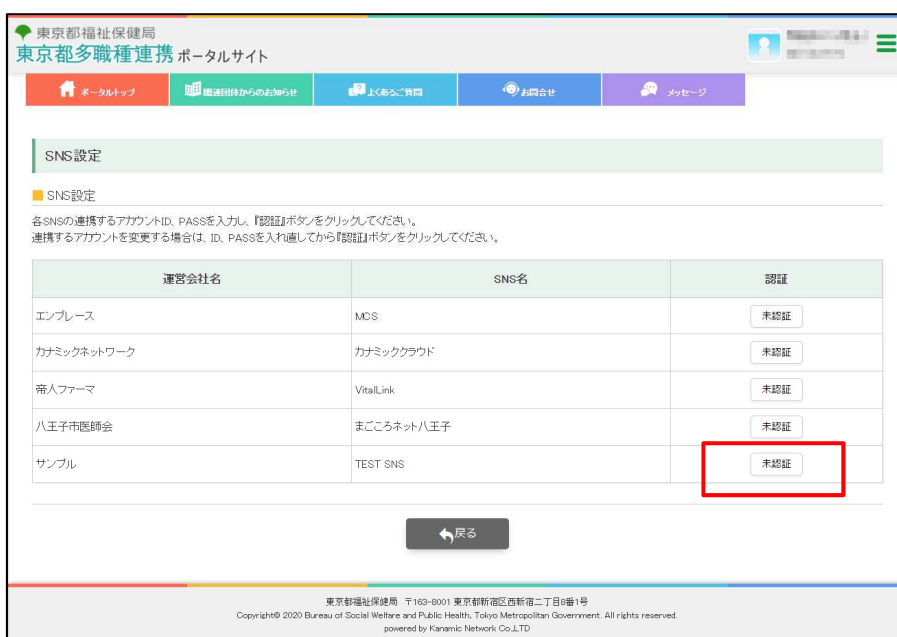 東京都福祉保健局
東京都多職種連携 ポータルサイト
ポータルトップ 関連団体からのお知らせ よくあるご質問 お問合せ メッセージ
SNS設定
SNS設定
各SNSの連携するアカウントID、PASSを入力し、『認証』ボタンをクリックしてください。
連携するアカウントを変更する場合は、ID、PASSを入れ直してから『認証』ボタンをクリックしてください。
運営会社名 SNS名 認証
エンブレース MCS 未認証
カナミックネットワーク カナミッククラウド 未認証
帝人ファーマ VitalLink 未認証
八王子市医師会 まごころネット八王子 未認証
サンプル TEST SNS 未認証
戻る
東京都福祉保健局 〒163-8001 東京都新宿区西新宿二丁目8番1号
Copyright© 2020 Bureau of Social Welfare and Public Health, Tokyo Metropolitan Government. All rights reserved.
powered by Kanamic Network Co.,LTD